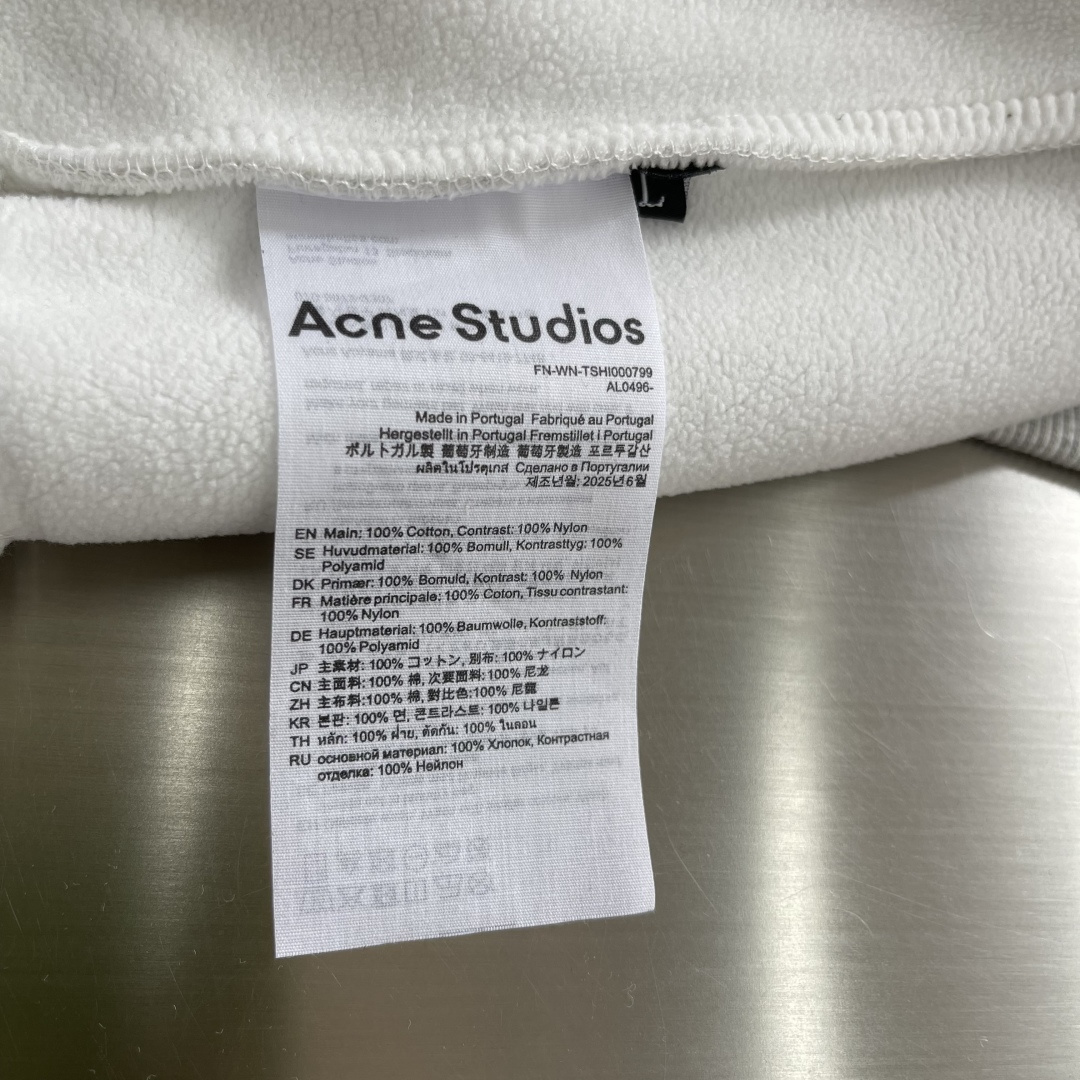 L
Acne Studios
FN-WN-TSHI000799
AL0496-
Made in Portugal Fabriqué au Portugal
Hergestellt in Portugal Fremstillet i Portugal
ポルトガル製 葡萄牙制造 葡萄牙製造 포르투갈산
ผลิตในโปรตุเกส Сделано в Португалии
제조년월: 2025년6월
EN Main: 100% Cotton, Contrast: 100% Nylon
SE Huvudmaterial: 100% Bomull, Kontrasttyg: 100%
Polyamid
DK Primær: 100% Bomuld, Kontrast: 100% Nylon
FR Matière principale: 100% Coton, Tissu contrastant:
100% Nylon
DE Hauptmaterial: 100% Baumwolle, Kontraststoff:
100% Polyamid
JP 主素材: 100% コットン, 別布: 100% ナイロン
CN 主面料: 100% 棉, 次要面料: 100% 尼龙
ZH 主布料:100% 棉, 對比色:100% 尼龍
KR 본판: 100% 면, 콘트라스트: 100% 나일론
TH หลัก: 100% ฝ้าย, ตัดกัน: 100% ไนลอน
RU основной материал: 100% Хлопок, Контрастная
отделка: 100% Нейлон